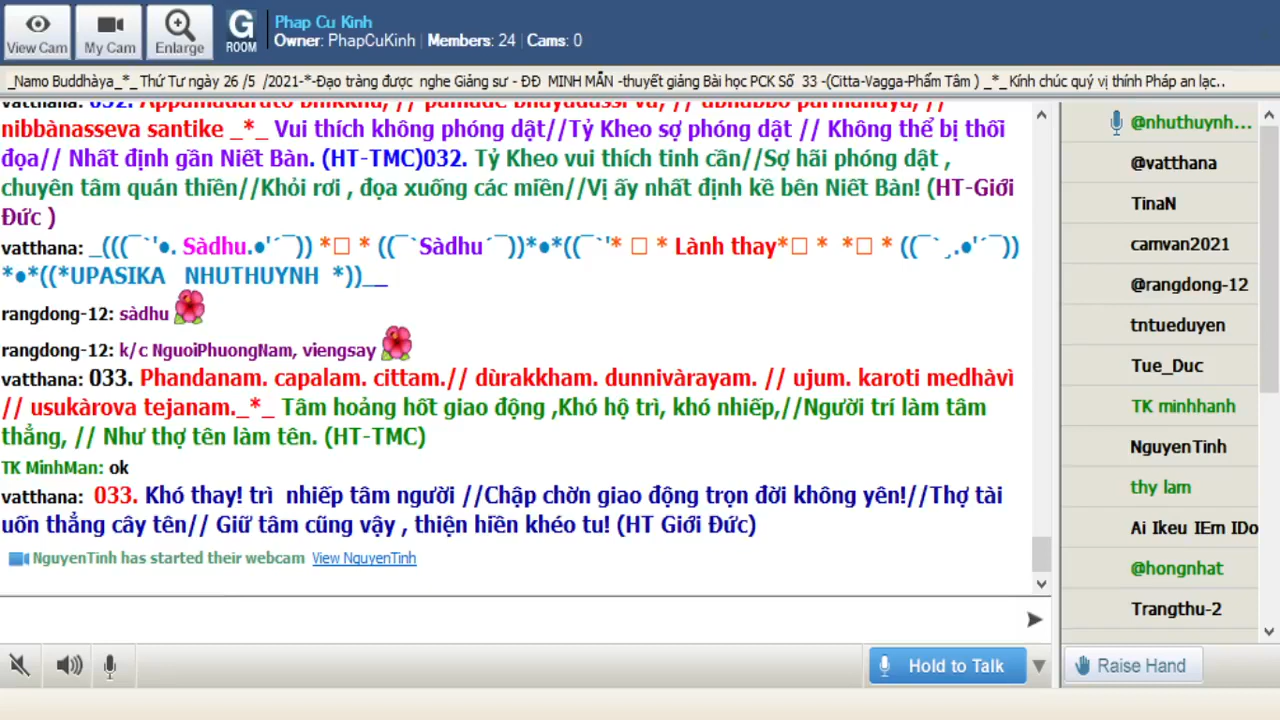 View Cam
My Cam
Enlarge
G
ROOM
Phap Cu Kinh
Owner: PhapCuKinh Members: 24 Cams: 0
_Namo Buddhàya_*_ Thứ Tư ngày 26 /5 /2021-*-Đạo tràng được nghe Giảng sư - ĐĐ MINH MẪN -thuyết giảng Bài học PCK Số 33 -(Citta-Vagga-Phẩm Tâm ) _*_Kính chúc quý vị thính Pháp an lạc..
vatthana: 032. Appamadarato bhikkhu, // pamade bhayadassi va, // abhabbo parihanaya, //
nibbànasseva santike _*_ Vui thích không phóng dật//Tỷ Kheo sợ phóng dật // Không thể bị thối
đọa// Nhất định gần Niết Bàn. (HT-TMC)032. Tỷ Kheo vui thích tinh cần//Sợ hãi phóng dật ,
chuyên tâm quán thiền//Khỏi rơi , đọa xuống các miền//Vị ấy nhất định kề bên Niết Bàn! (HT-Giới
Đức )
vatthana: _(((¯`'•. Sàdhu.•'´¯)) *□ * ((¯`Sàdhu´¯))*•*((¯`'* □ * Lành thay*□ * *□ * ((¯`¸.•'´¯))
*•*((*UPASIKA NHUTHUYNH *))__
rangdong-12: sàdhu
rangdong-12: k/c NguoiPhuongNam, viengsay
vatthana: 033. Phandanam. capalam. cittam.// dùrakkham. dunnivàrayam. // ujum. karoti medhàvì
// usukàrova tejanam._*_ Tâm hoảng hốt giao động ,Khó hộ trì, khó nhiếp,//Người trí làm tâm
thẳng, // Như thợ tên làm tên. (HT-TMC)
TK MinhMan: ok
vatthana: 033. Khó thay! trì nhiếp tâm người //Chập chờn giao động trọn đời không yên!//Thợ tài
uốn thẳng cây tên// Giữ tâm cũng vậy , thiện hiền khéo tu! (HT Giới Đức)
NguyenTinh has started their webcam View NguyenTinh
@nhuthuynh...
@vatthana
TinaN
camvan2021
@rangdong-12
tntueduyen
Tue_Duc
TK minhhanh
NguyenTinh
thy lam
Ai Ikeu IEm IDo
@hongnhat
Trangthu-2
Hold to Talk
Raise Hand